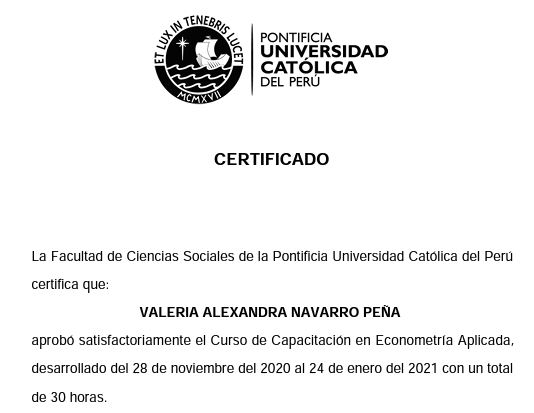 ET LUX IN TENEBRIS LUCET
MCMXVII
PONTIFICIA
UNIVERSIDAD
CATÓLICA
DEL PERÚ
CERTIFICADO
La Facultad de Ciencias Sociales de la Pontificia Universidad Católica del Perú
certifica que:
VALERIA ALEXANDRA NAVARRO PEÑA
aprobó satisfactoriamente el Curso de Capacitación en Econometría Aplicada,
desarrollado del 28 de noviembre del 2020 al 24 de enero del 2021 con un total
de 30 horas.